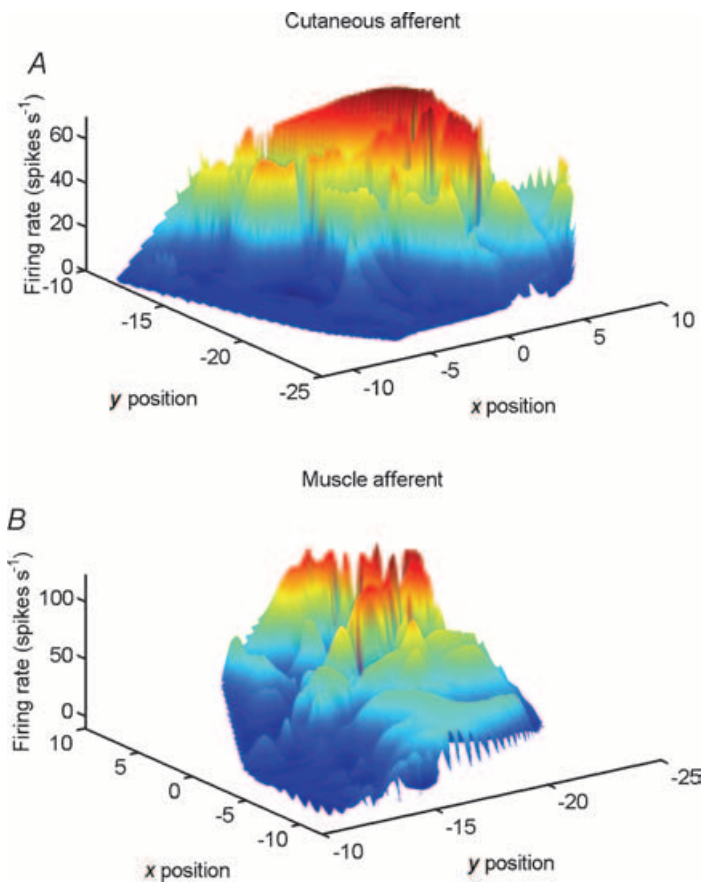 Cutaneous afferent
A
Firing rate (spikes s⁻¹)
60
40
20
0
-10
-15
-20
-25
y position
-10
-5
0
5
10
x position
Muscle afferent
B
Firing rate (spikes s⁻¹)
100
50
0
10
5
0
-5
-10
x position
-10
-15
-20
-25
y position